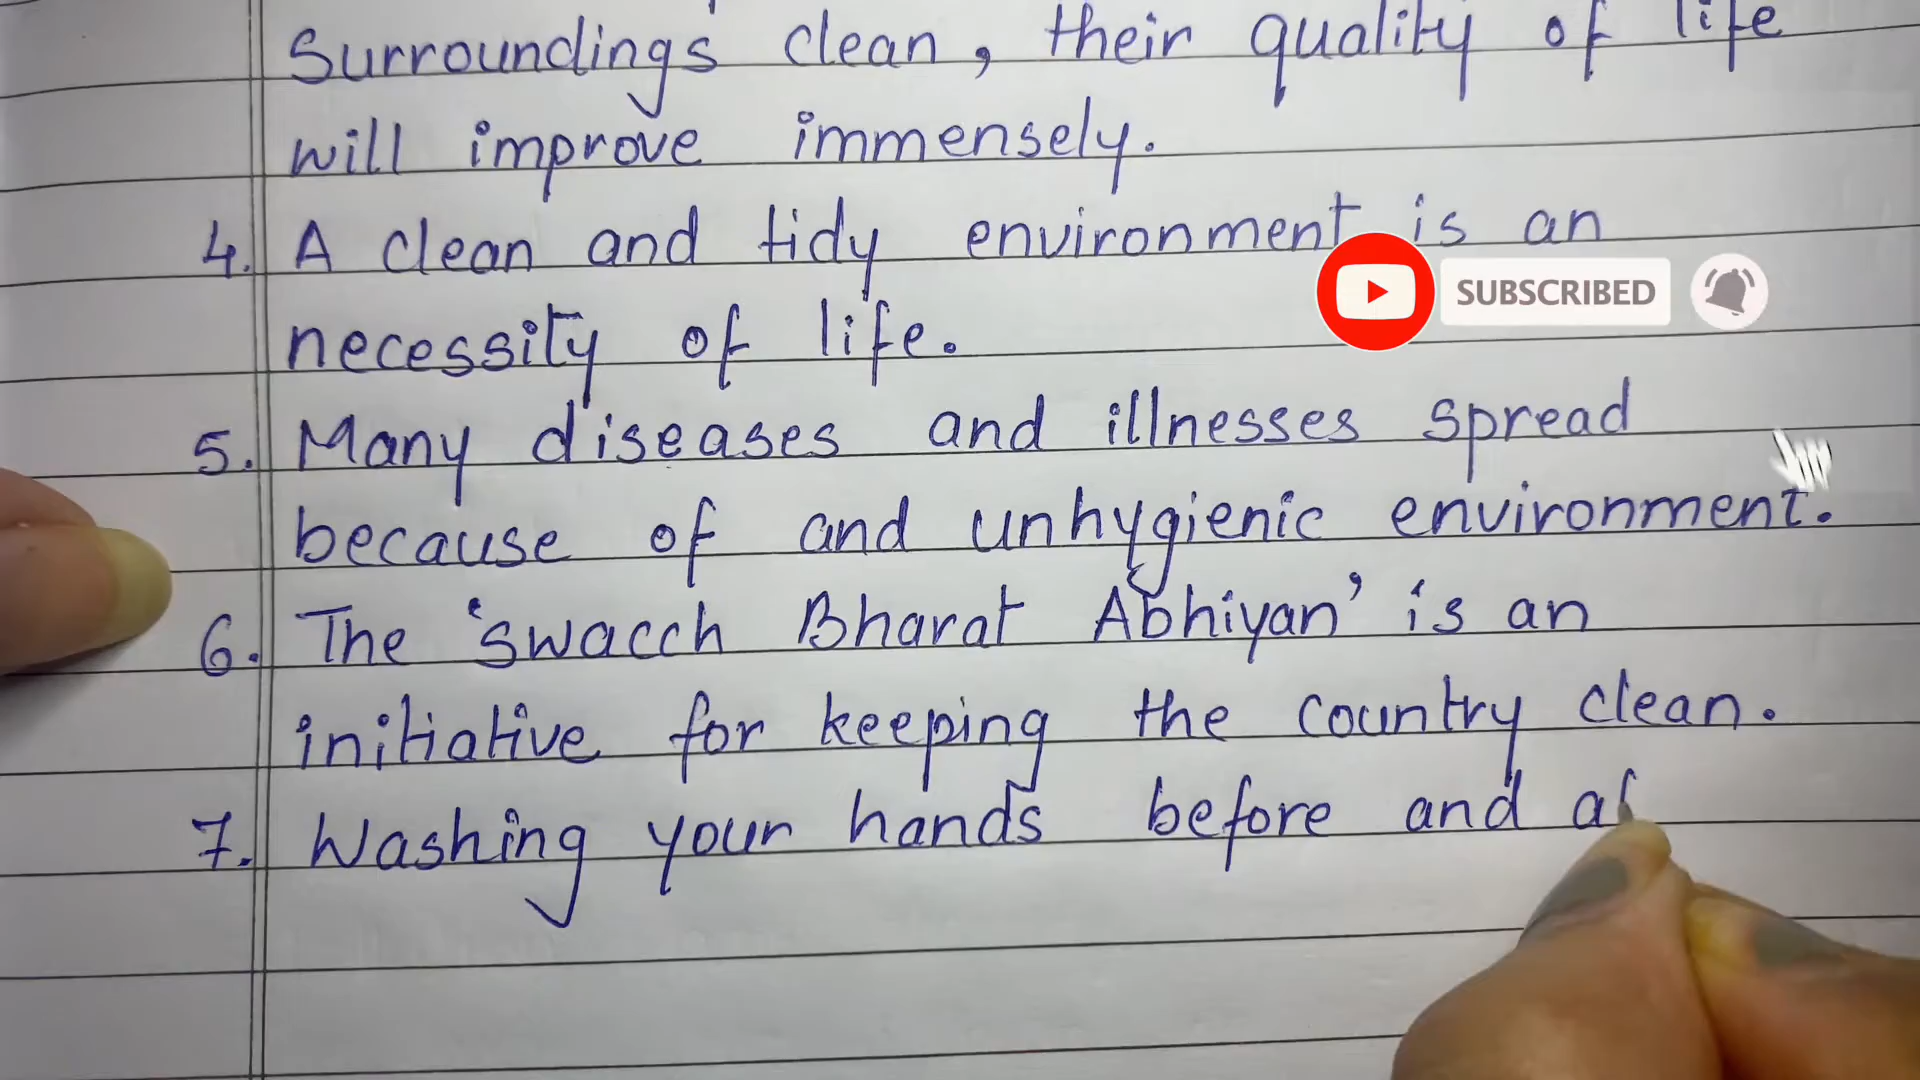 Surroundings clean, their quality of life
will improve immensely.
4. A clean and tidy environment is an
SUBSCRIBED
necessity of life.
5. Many diseases and illnesses spread
because of and unhygienic environment.
6. The 'swacch Bharat Abhiyan' is an
initiative for keeping the country clean.
7. Washing your hands before and af